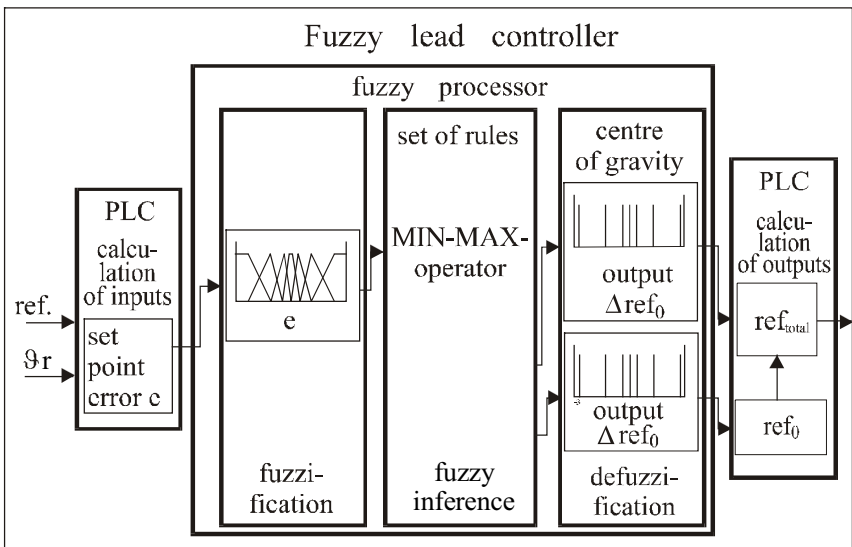 Fuzzy lead controller
fuzzy processor
ref.
ϑr
PLC
calcu-
lation
of inputs
set
point
error e
e
fuzzi-
fication
set of rules
MIN-MAX-
operator
fuzzy
inference
centre
of gravity
output
Δref₀
output
Δref₀
defuzzi-
fication
PLC
calcu-
lation
of outputs
ref_total
ref₀